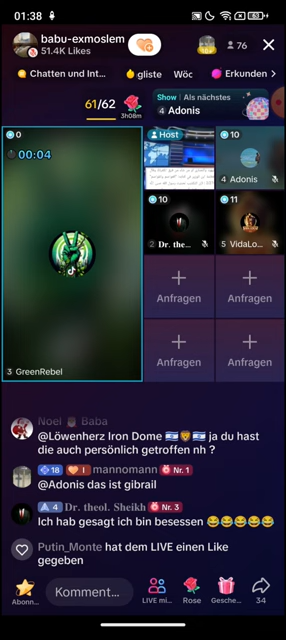 01:38
63
babu-exmoslem
51.4K Likes
76
Chatten und Int...
gliste
Wöc
Erkunden
61/62
3h08m
Show | Als nächstes
4 Adonis
0
00:04
3 GreenRebel
Host
10
4 Adonis
10
2 Dr. the...
11
5 VidaLo...
Anfragen
Anfragen
Anfragen
Anfragen
Noel Baba
@Löwenherz Iron Dome 🇮🇱🦁🇮🇱 ja du hast
die auch persönlich getroffen nh ?
18 I mannomann Nr. 1
@Adonis das ist gibrail
4 Dr. theol. Sheikh Nr. 3
Ich hab gesagt ich bin besessen 😂😂😂😂😂
Putin_Monte hat dem LIVE einen Like
gegeben
Abonn...
Komment...
LIVE mi...
Rose
Gesche...
34